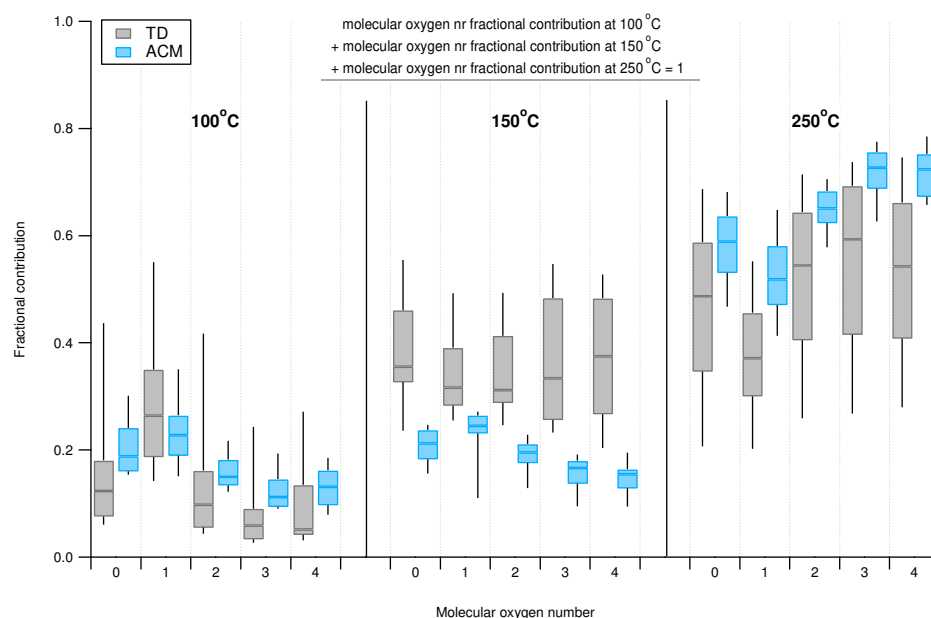 1.0
0.8
0.6
0.4
0.2
0.0
Fractional contribution
TD
ACM
molecular oxygen nr fractional contribution at 100 °C
+ molecular oxygen nr fractional contribution at 150 °C
+ molecular oxygen nr fractional contribution at 250 °C = 1
100°C 150°C 250°C
0 1 2 3 4 0 1 2 3 4 0 1 2 3 4
Molecular oxygen number